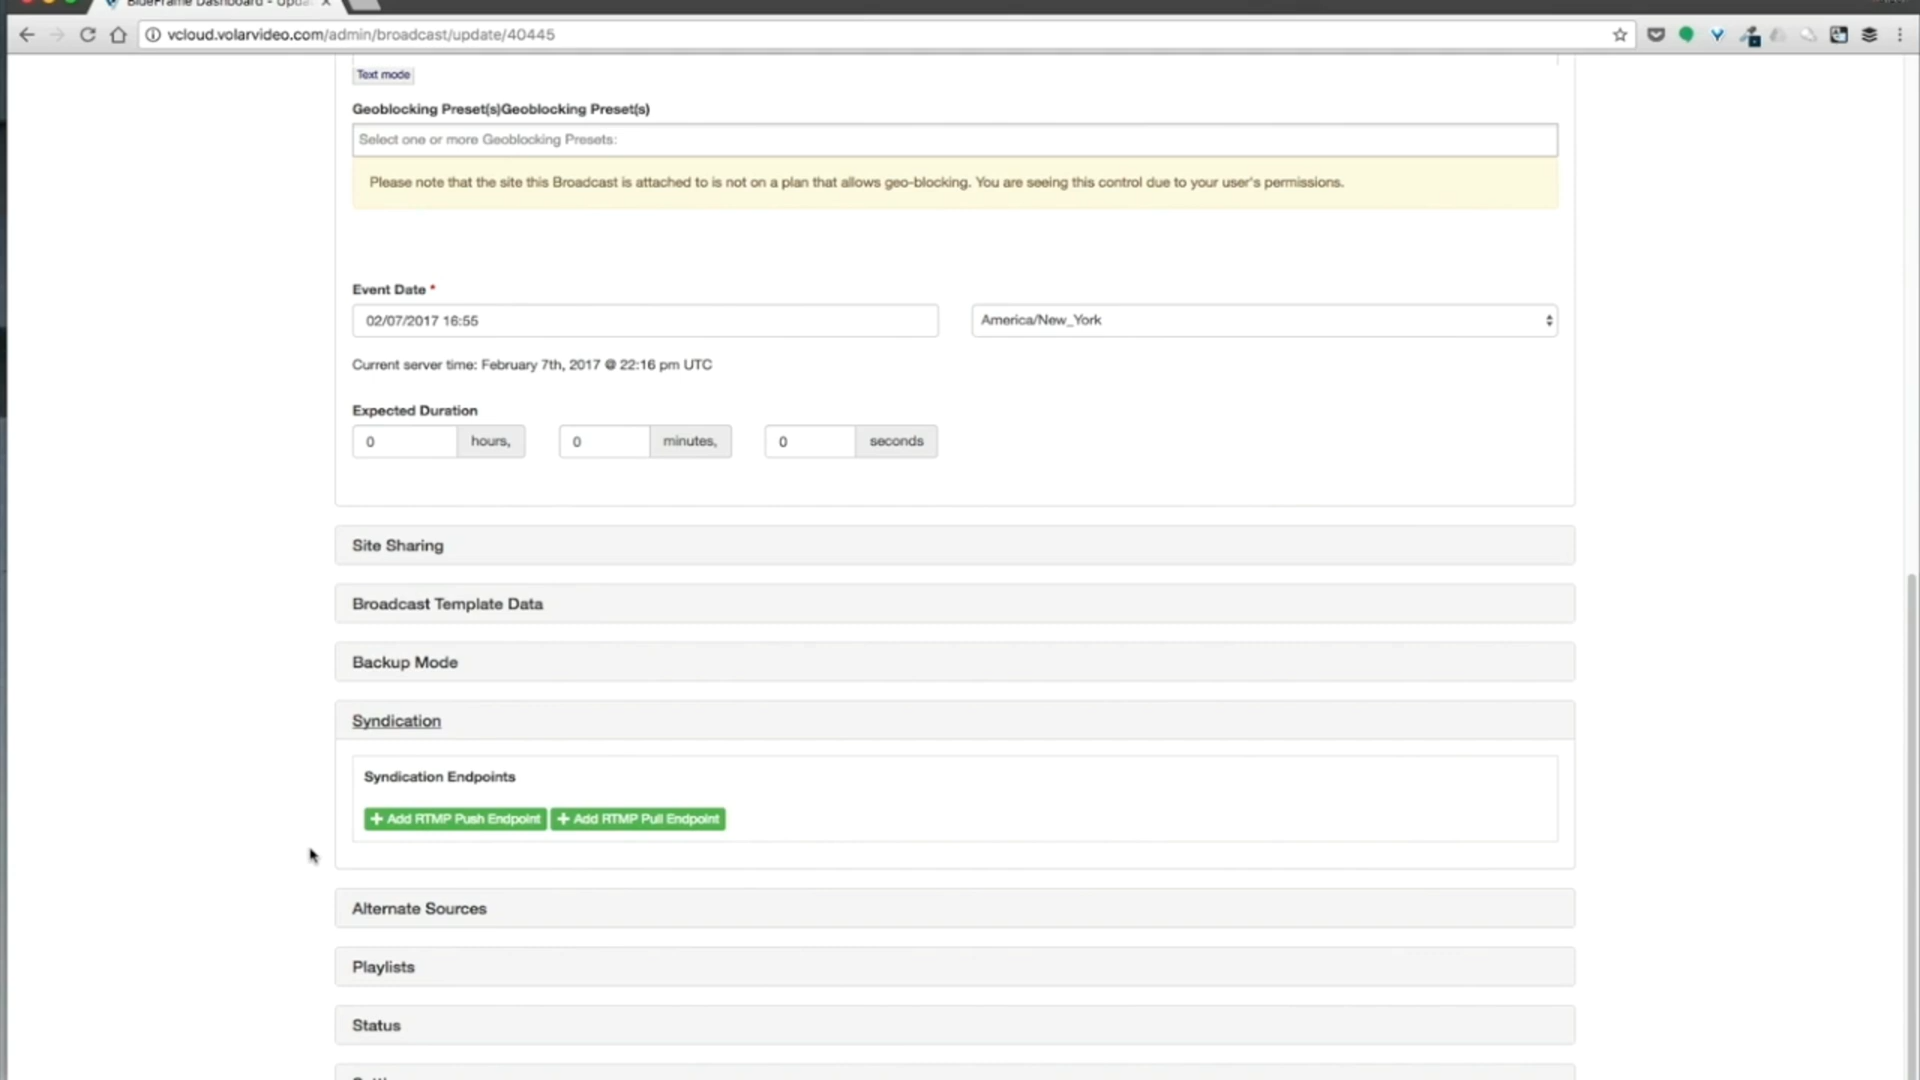 BlueFrame Dashboard - Upda
vcloud.volarvideo.com/admin/broadcast/update/40445
Text mode
Geoblocking Preset(s)Geoblocking Preset(s)
Select one or more Geoblocking Presets:
Please note that the site this Broadcast is attached to is not on a plan that allows geo-blocking. You are seeing this control due to your user's permissions.
Event Date *
02/07/2017 16:55 America/New_York
Current server time: February 7th, 2017 @ 22:16 pm UTC
Expected Duration
0 hours, 0 minutes, 0 seconds
Site Sharing
Broadcast Template Data
Backup Mode
Syndication
Syndication Endpoints
+ Add RTMP Push Endpoint + Add RTMP Pull Endpoint
Alternate Sources
Playlists
Status